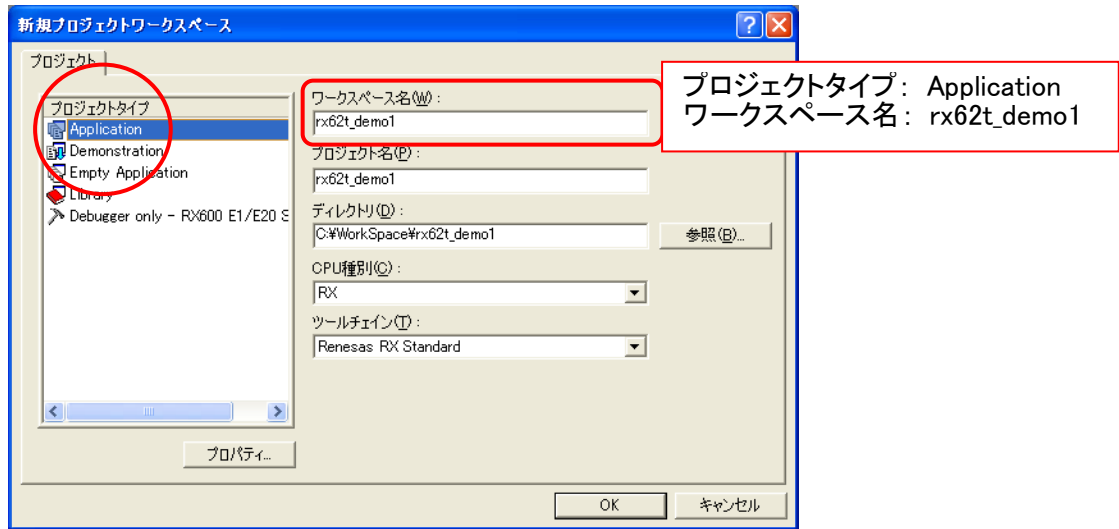 新規プロジェクトワークスペース
プロジェクト
プロジェクトタイプ
Application
Demonstration
Empty Application
Library
Debugger only - RX600 E1/E20 S
プロパティ...
ワークスペース名(W):
rx62t_demo1
プロジェクト名(P):
rx62t_demo1
ディレクトリ(D):
C:¥WorkSpace¥rx62t_demo1
参照(B)...
CPU種別(C):
RX
ツールチェイン(T):
Renesas RX Standard
OK
キャンセル
プロジェクトタイプ: Application
ワークスペース名: rx62t_demo1